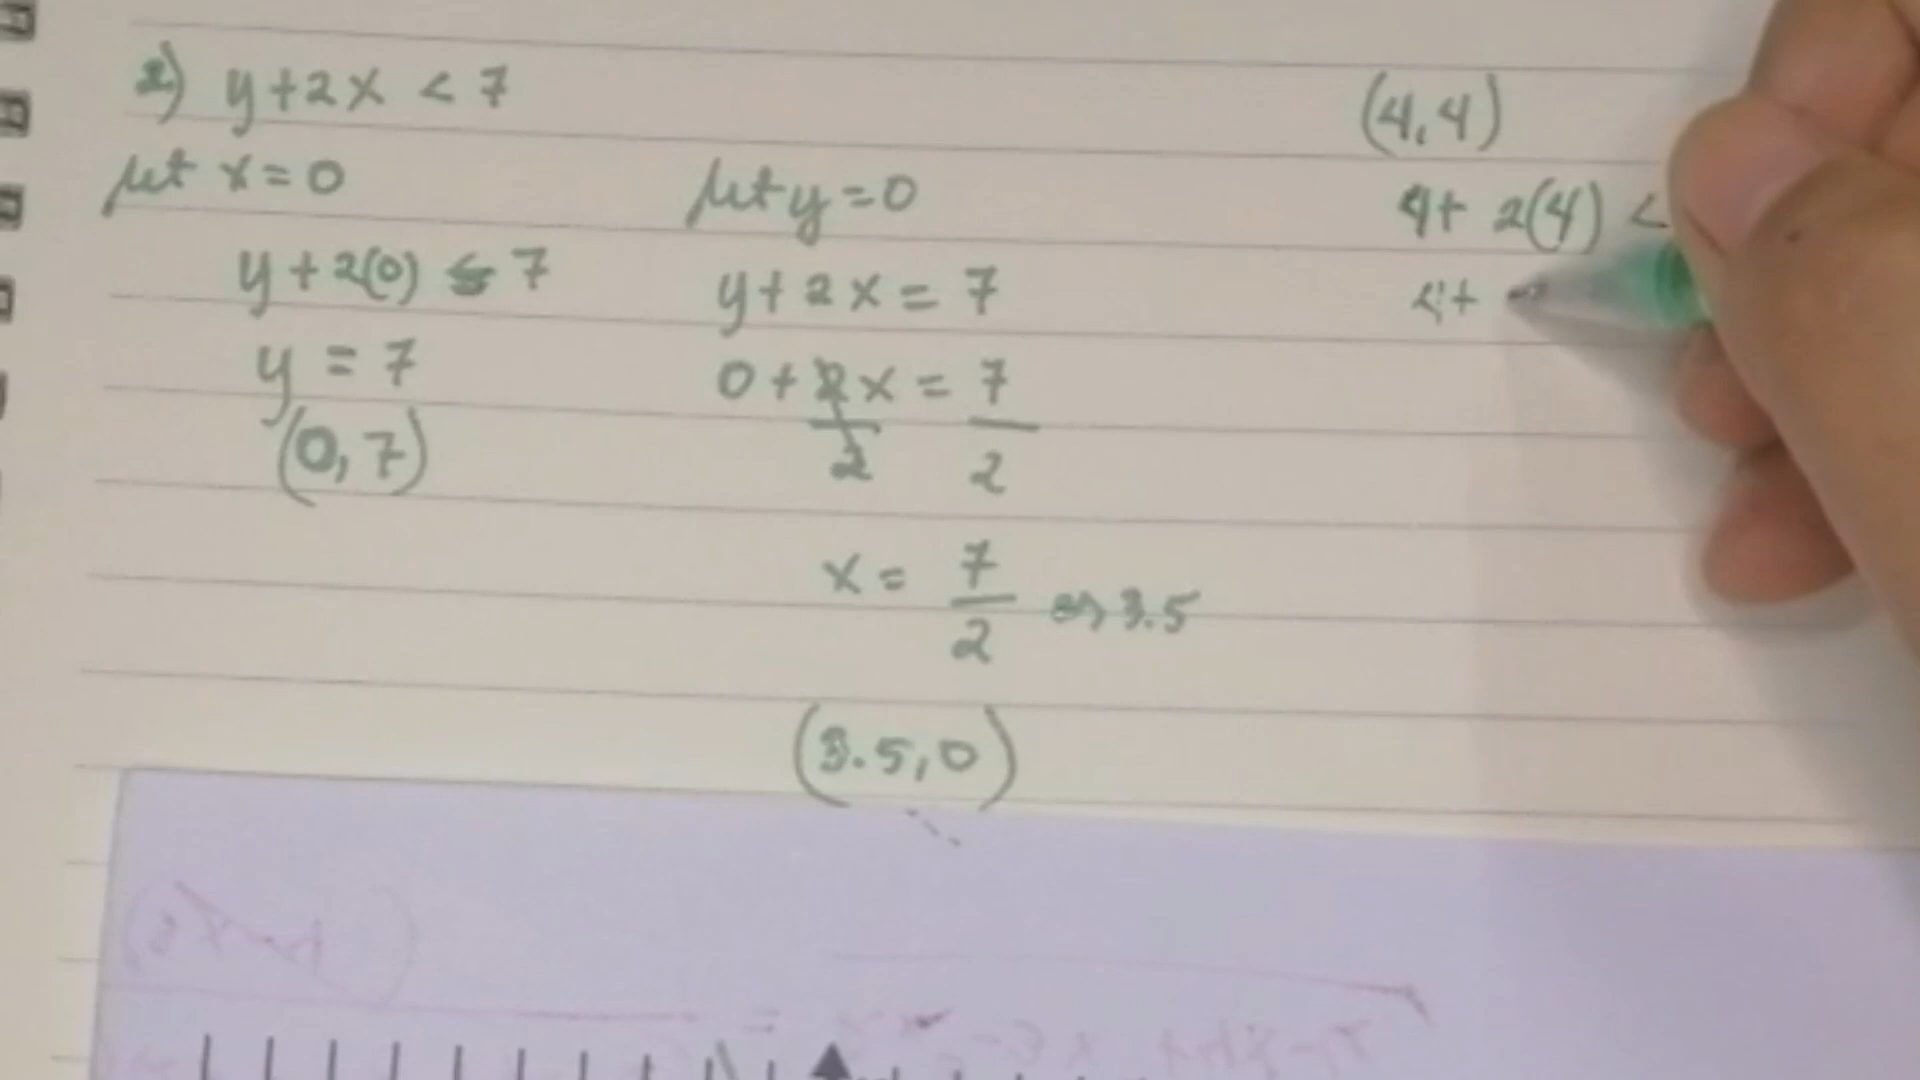 2) y+2x < 7
let x=0
y+2(0) ≤ 7
y = 7
(0,7)
let y=0
y+2x = 7
0+2x = 7
2 2
x = 7/2 or 3.5
(3.5,0)
(4,4)
4+ 2(4) <
4+